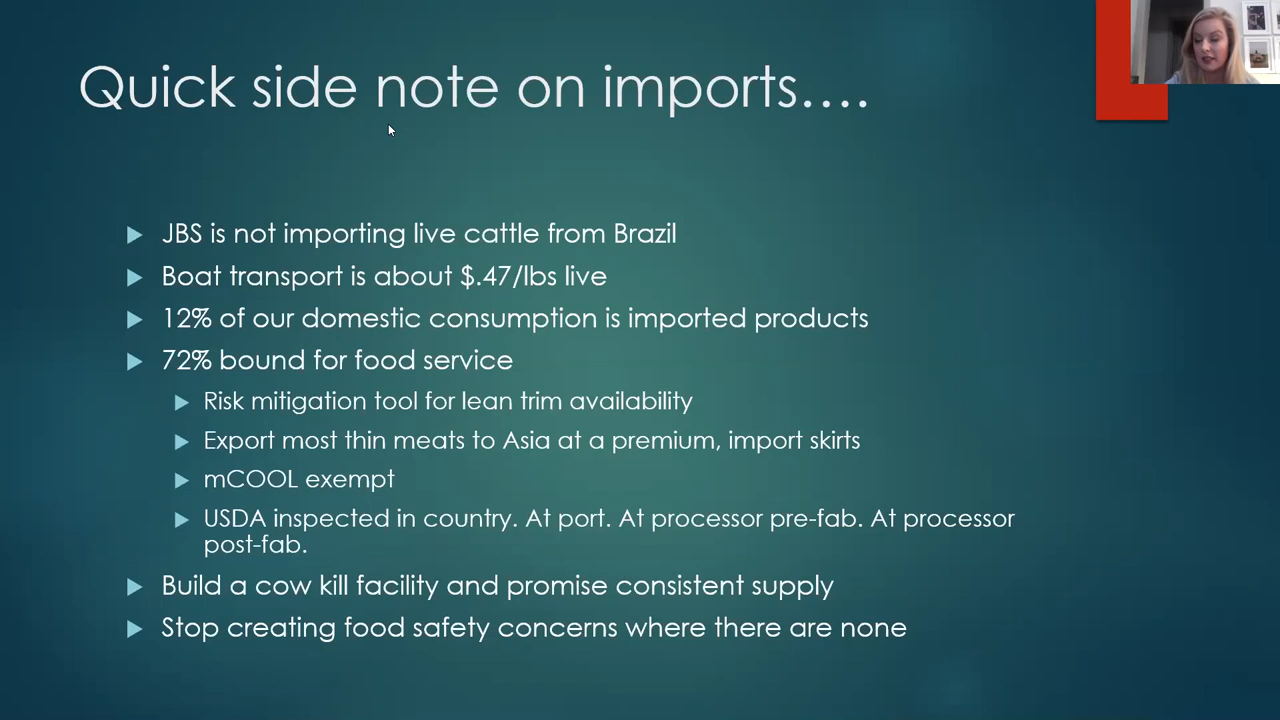 Quick side note on imports....
JBS is not importing live cattle from Brazil
Boat transport is about $.47/lbs live
12% of our domestic consumption is imported products
72% bound for food service
Risk mitigation tool for lean trim availability
Export most thin meats to Asia at a premium, import skirts
mCOOL exempt
USDA inspected in country. At port. At processor pre-fab. At processor
post-fab.
Build a cow kill facility and promise consistent supply
Stop creating food safety concerns where there are none